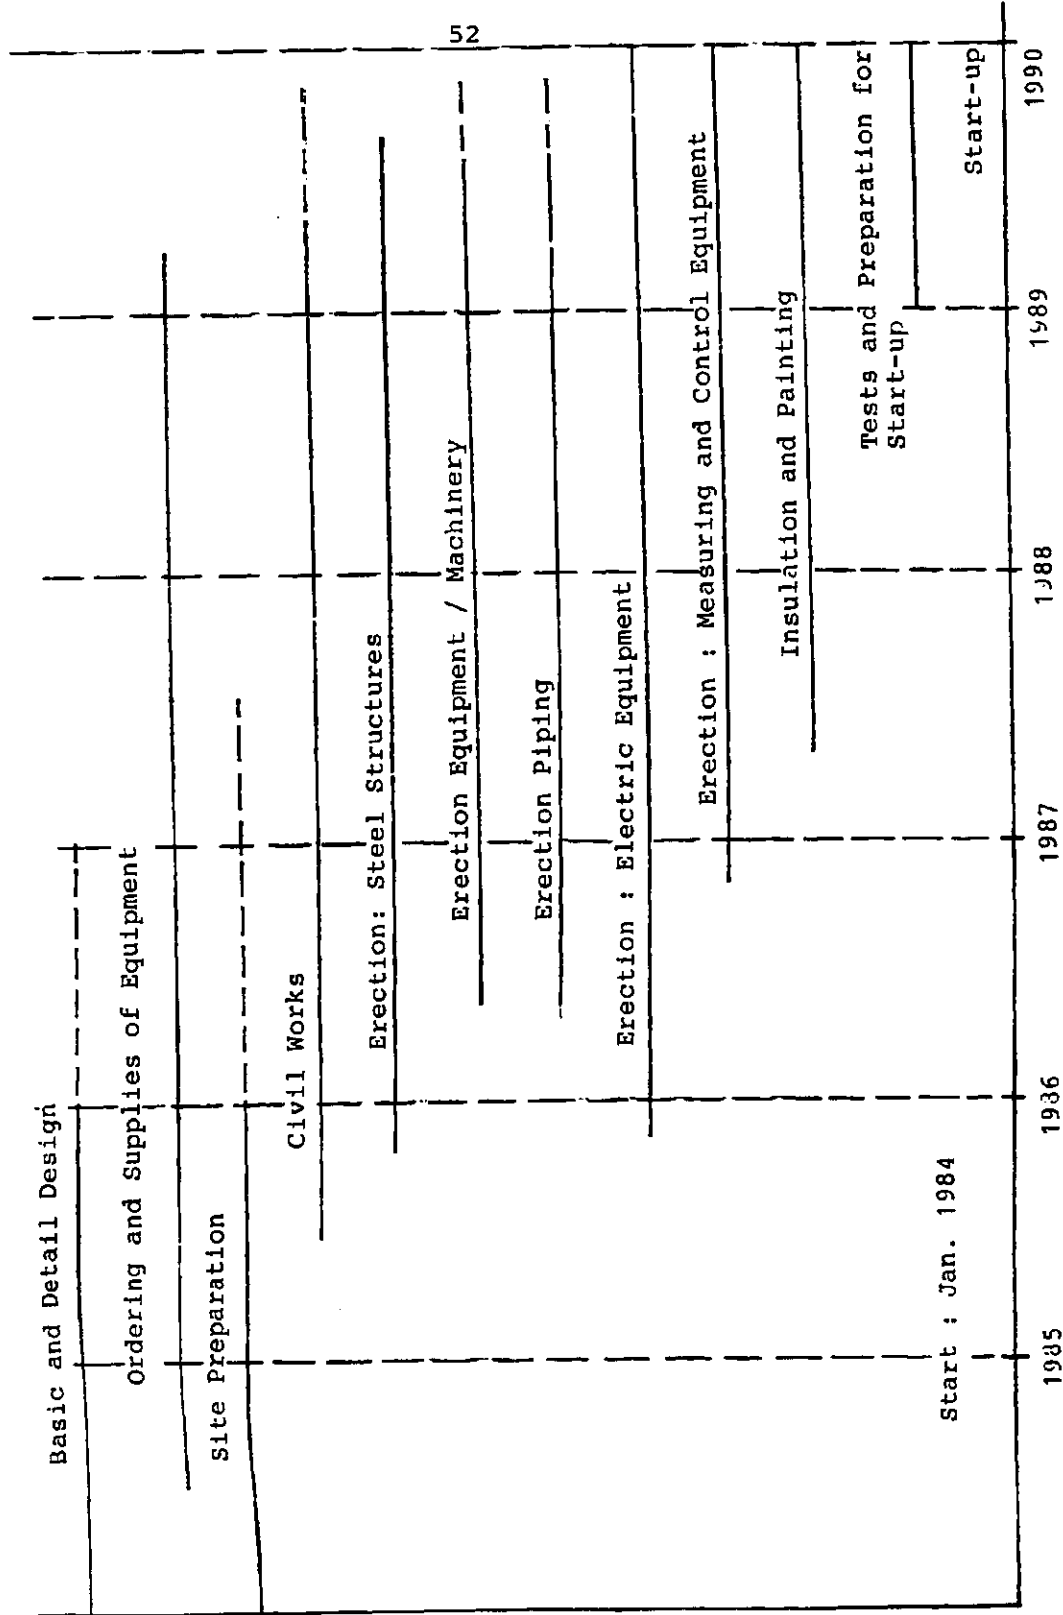 52
Basic and Detail Design
Ordering and Supplies of Equipment
Site Preparation
Civil Works
Erection: Steel Structures
Erection Equipment / Machinery
Erection Piping
Erection : Electric Equipment
Erection : Measuring and Control Equipment
Insulation and Painting
Tests and Preparation for
Start-up
Start : Jan. 1984
Start-up
1985
1986
1987
1988
1989
1990